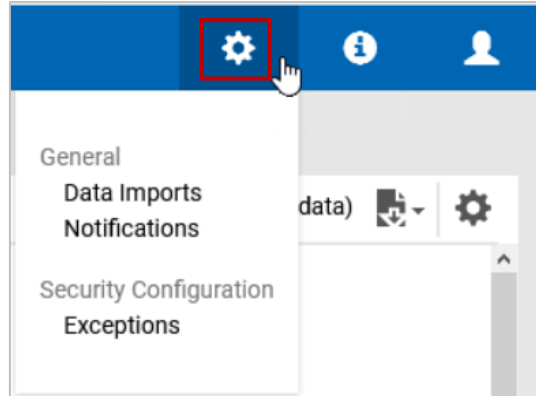 General
Data Imports
data)
Notifications
Security Configuration
Exceptions